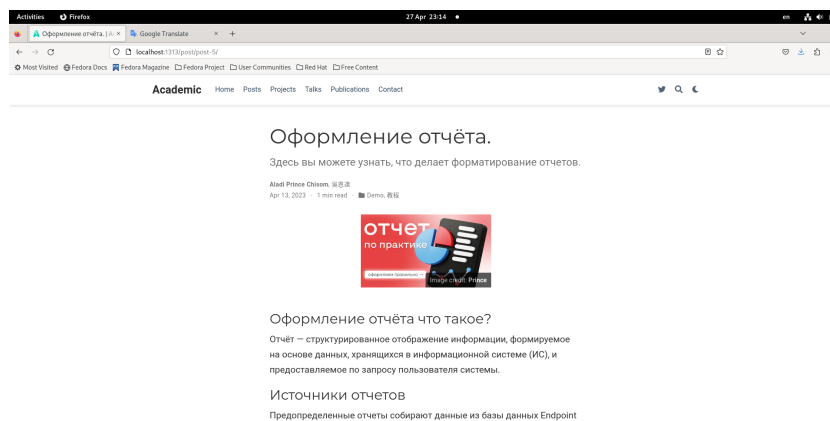 Activities Firefox 27 Apr 23:14 en
Оформление отчёта. | Ac × Google Translate × +
localhost:1313/post/post-5/
Most Visited Fedora Docs Fedora Magazine Fedora Project User Communities Red Hat Free Content
Academic Home Posts Projects Talks Publications Contact
Оформление отчёта.
Здесь вы можете узнать, что делает форматирование отчетов.
Aladi Prince Chisom, 吳恩達
Apr 13, 2023 · 1 min read · Demo, 教程
отчет
по практике
оформляем правильно →
Image credit: Prince
Оформление отчёта что такое?
Отчёт — структурированное отображение информации, формируемое
на основе данных, хранящихся в информационной системе (ИС), и
предоставляемое по запросу пользователя системы.
Источники отчетов
Предопределенные отчеты собирают данные из базы данных Endpoint